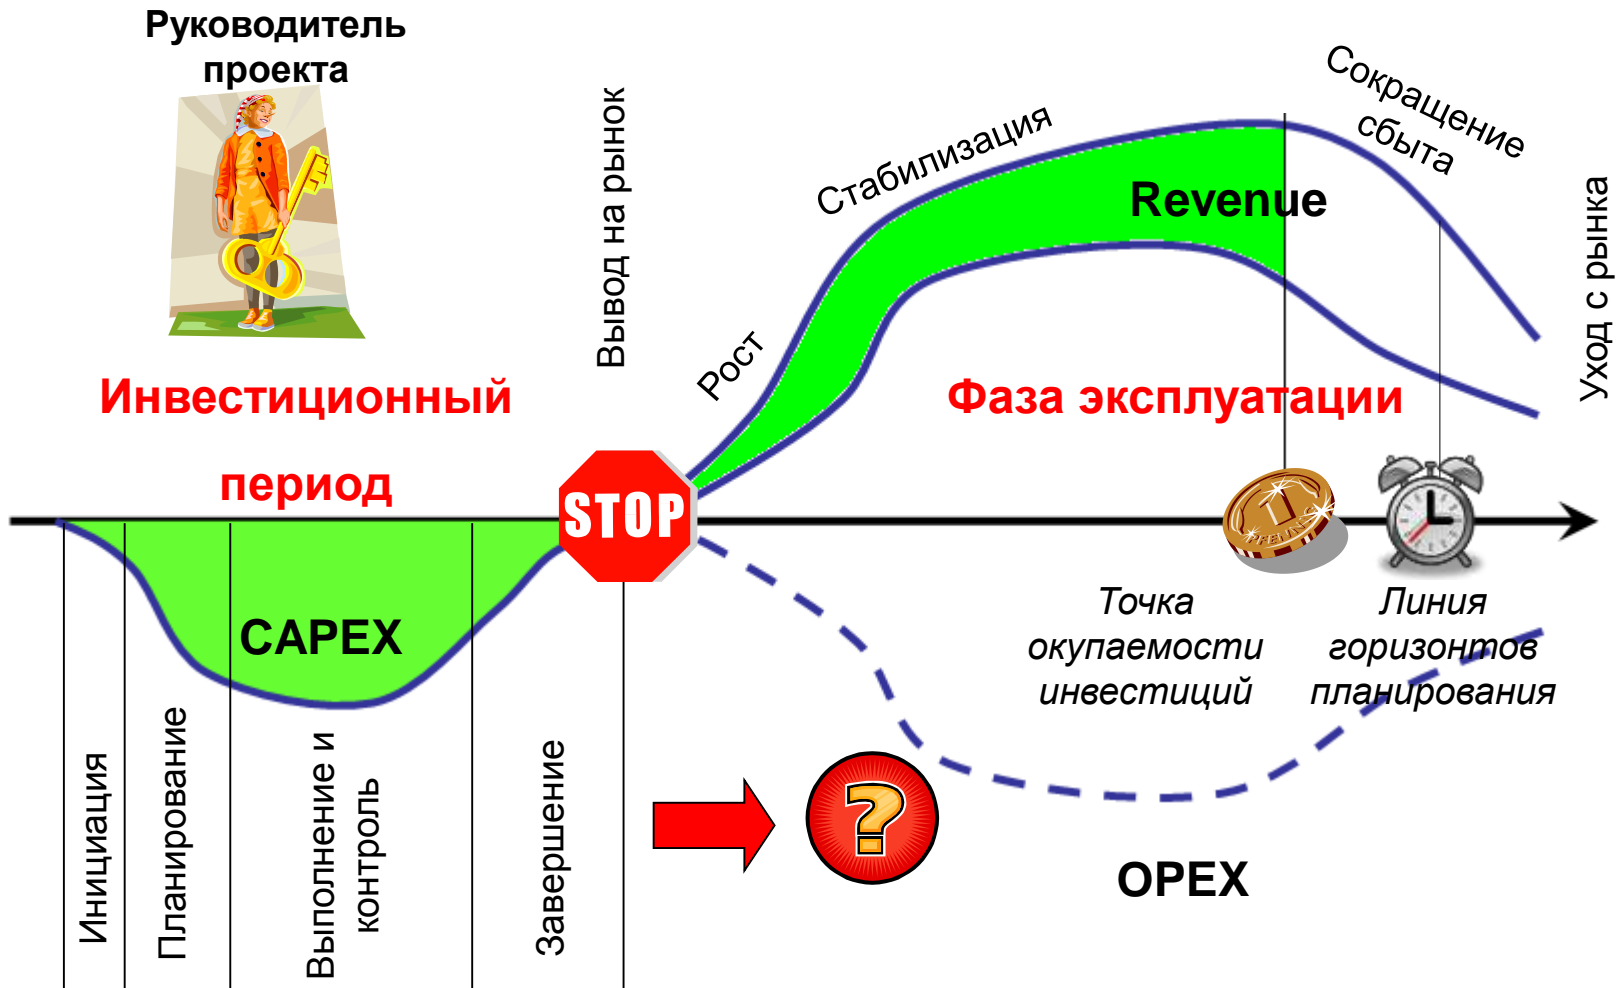 Руководитель
проекта
Вывод на рынок
Рост
Стабилизация
Сокращение
сбыта
Revenue
Уход с рынка
Инвестиционный
период
Фаза эксплуатации
STOP
PFENNIG
CAPEX
Точка
окупаемости
инвестиций
Линия
горизонтов
планирования
Инициация
Планирование
Выполнение и
контроль
Завершение
?
OPEX